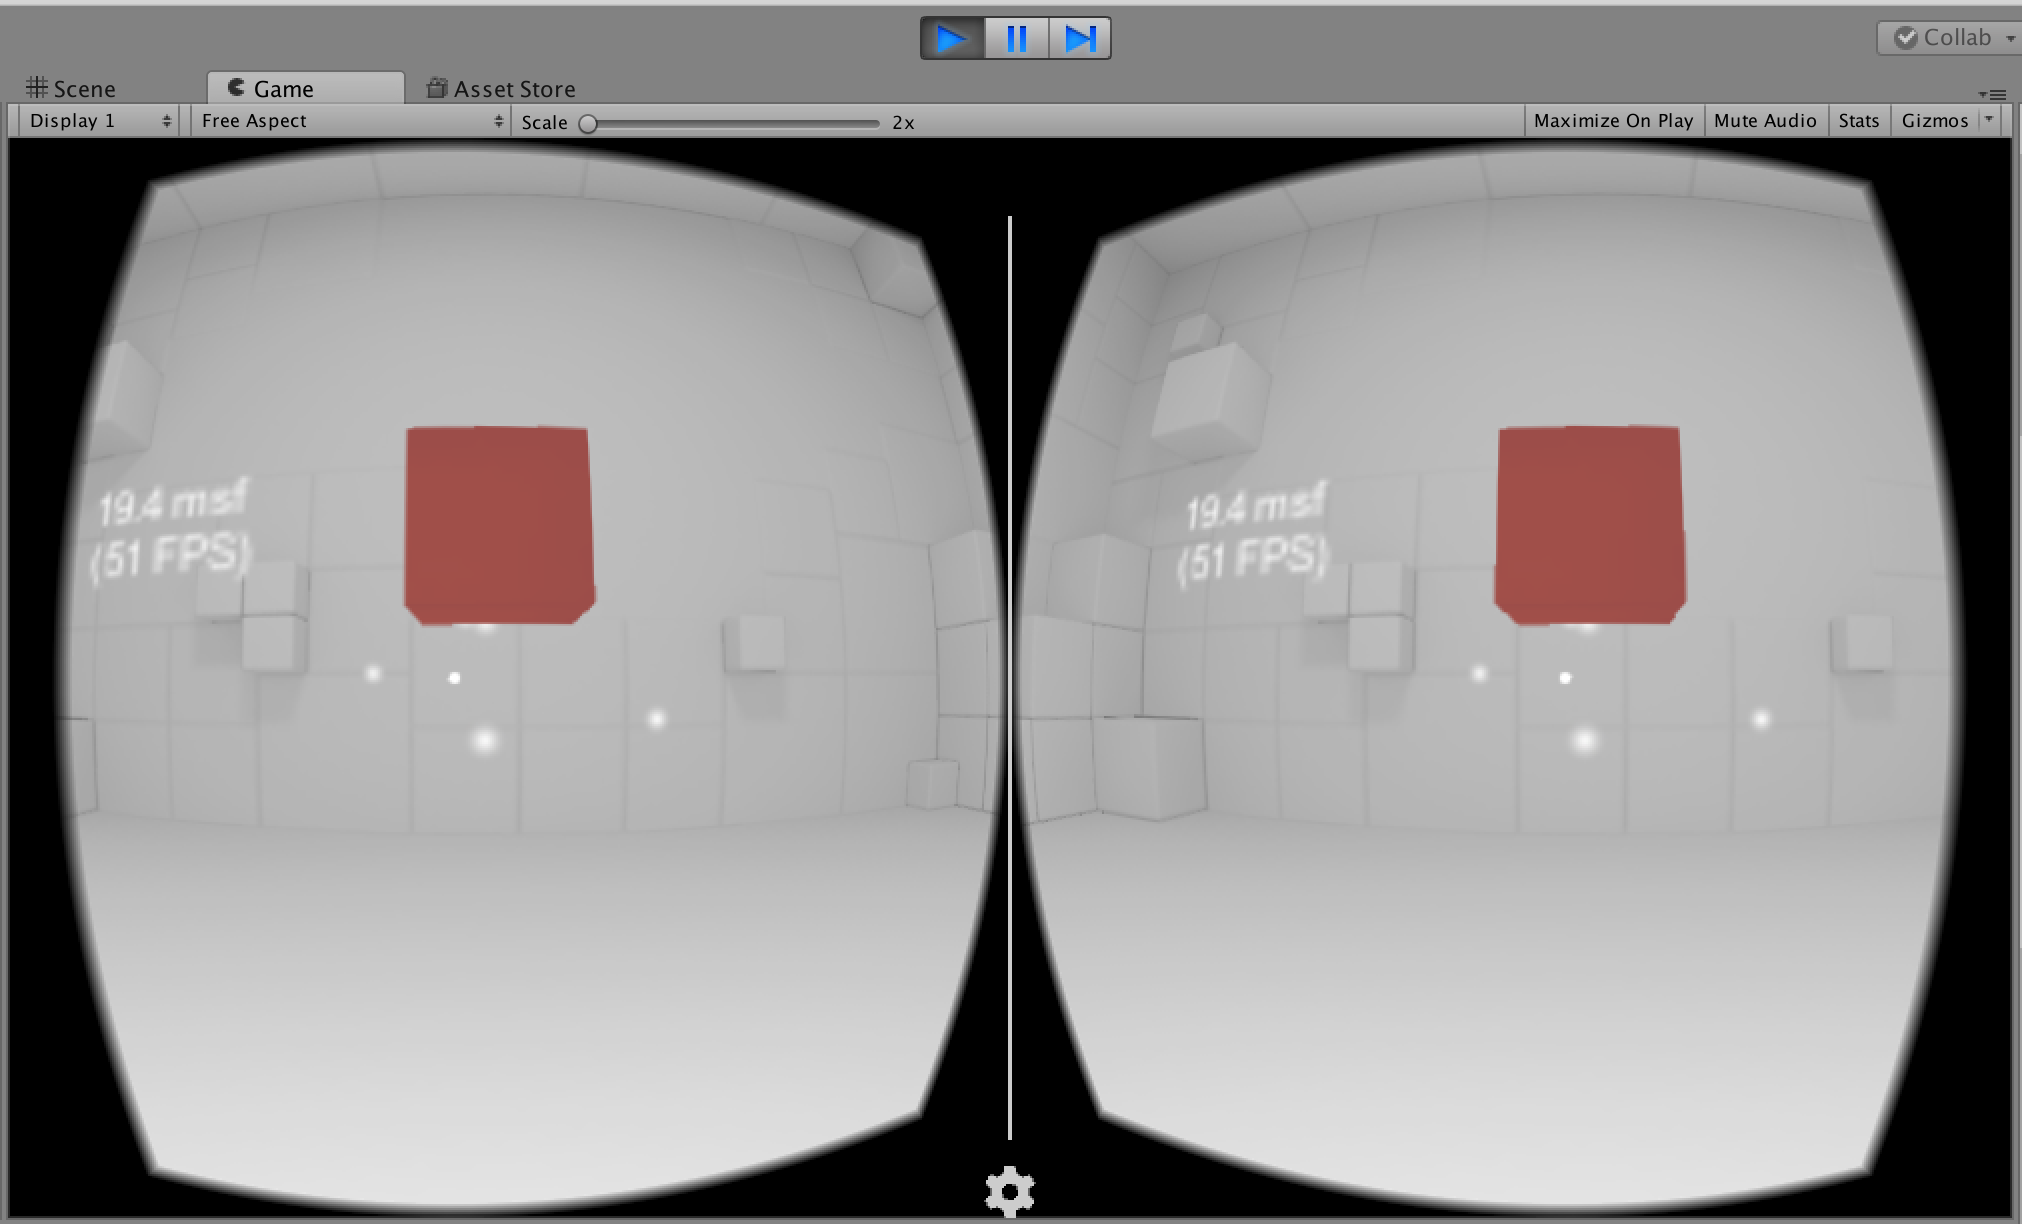 Collab
Scene
Game
Asset Store
Display 1
Free Aspect
Scale
2x
Maximize On Play
Mute Audio
Stats
Gizmos
19.4 msf
(51 FPS)
19.4 msf
(51 FPS)